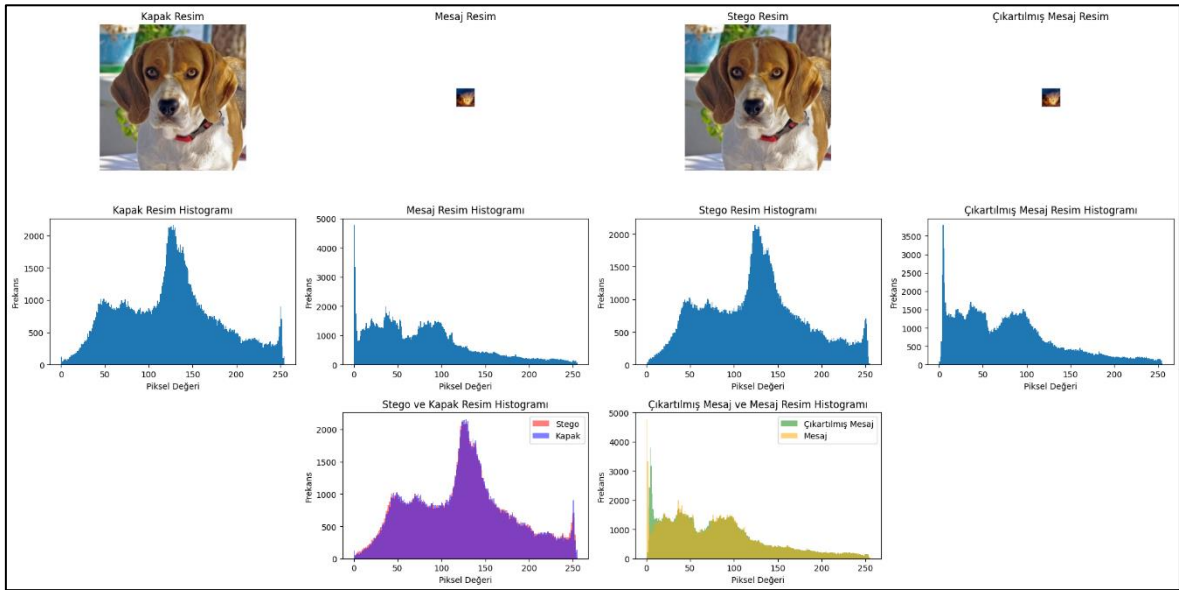 Kapak Resim
Mesaj Resim
Stego Resim
Çıkartılmış Mesaj Resim
Kapak Resim Histogramı
Frekans
2000
1500
1000
500
0
0 50 100 150 200 250
Piksel Değeri
Mesaj Resim Histogramı
Frekans
5000
4000
3000
2000
1000
0
0 50 100 150 200 250
Piksel Değeri
Stego Resim Histogramı
Frekans
2000
1500
1000
500
0
0 50 100 150 200 250
Piksel Değeri
Çıkartılmış Mesaj Resim Histogramı
Frekans
3500
3000
2500
2000
1500
1000
500
0
0 50 100 150 200 250
Piksel Değeri
Stego ve Kapak Resim Histogramı
Frekans
2000
1500
1000
500
0
0 50 100 150 200 250
Piksel Değeri
Stego
Kapak
Çıkartılmış Mesaj ve Mesaj Resim Histogramı
Frekans
5000
4000
3000
2000
1000
0
0 50 100 150 200 250
Piksel Değeri
Çıkartılmış Mesaj
Mesaj